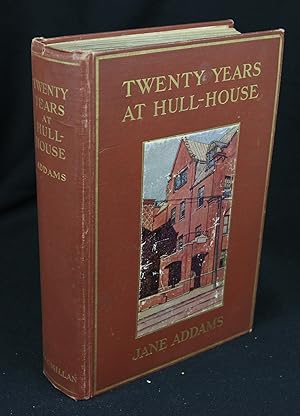 TWENTY
YEARS
AT
HULL-
HOUSE
ADDAMS
MACMILLAN
TWENTY YEARS
AT HULL-HOUSE
JANE ADDAMS